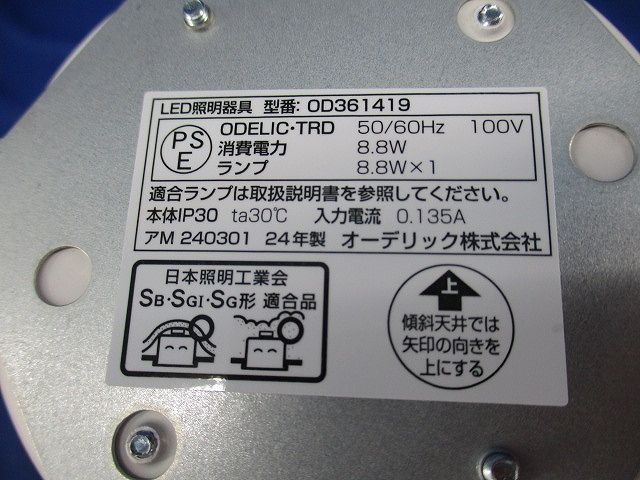 LED照明器具 型番: OD361419
PSE
ODELIC・TRD 50/60Hz 100V
消費電力 8.8W
ランプ 8.8W×1
適合ランプは取扱説明書を参照してください。
本体IP30 ta30℃ 入力電流 0.135A
アM 240301 24年製 オーデリック株式会社
日本照明工業会
SB・SGI・SG形 適合品
上
傾斜天井では
矢印の向きを
上にする